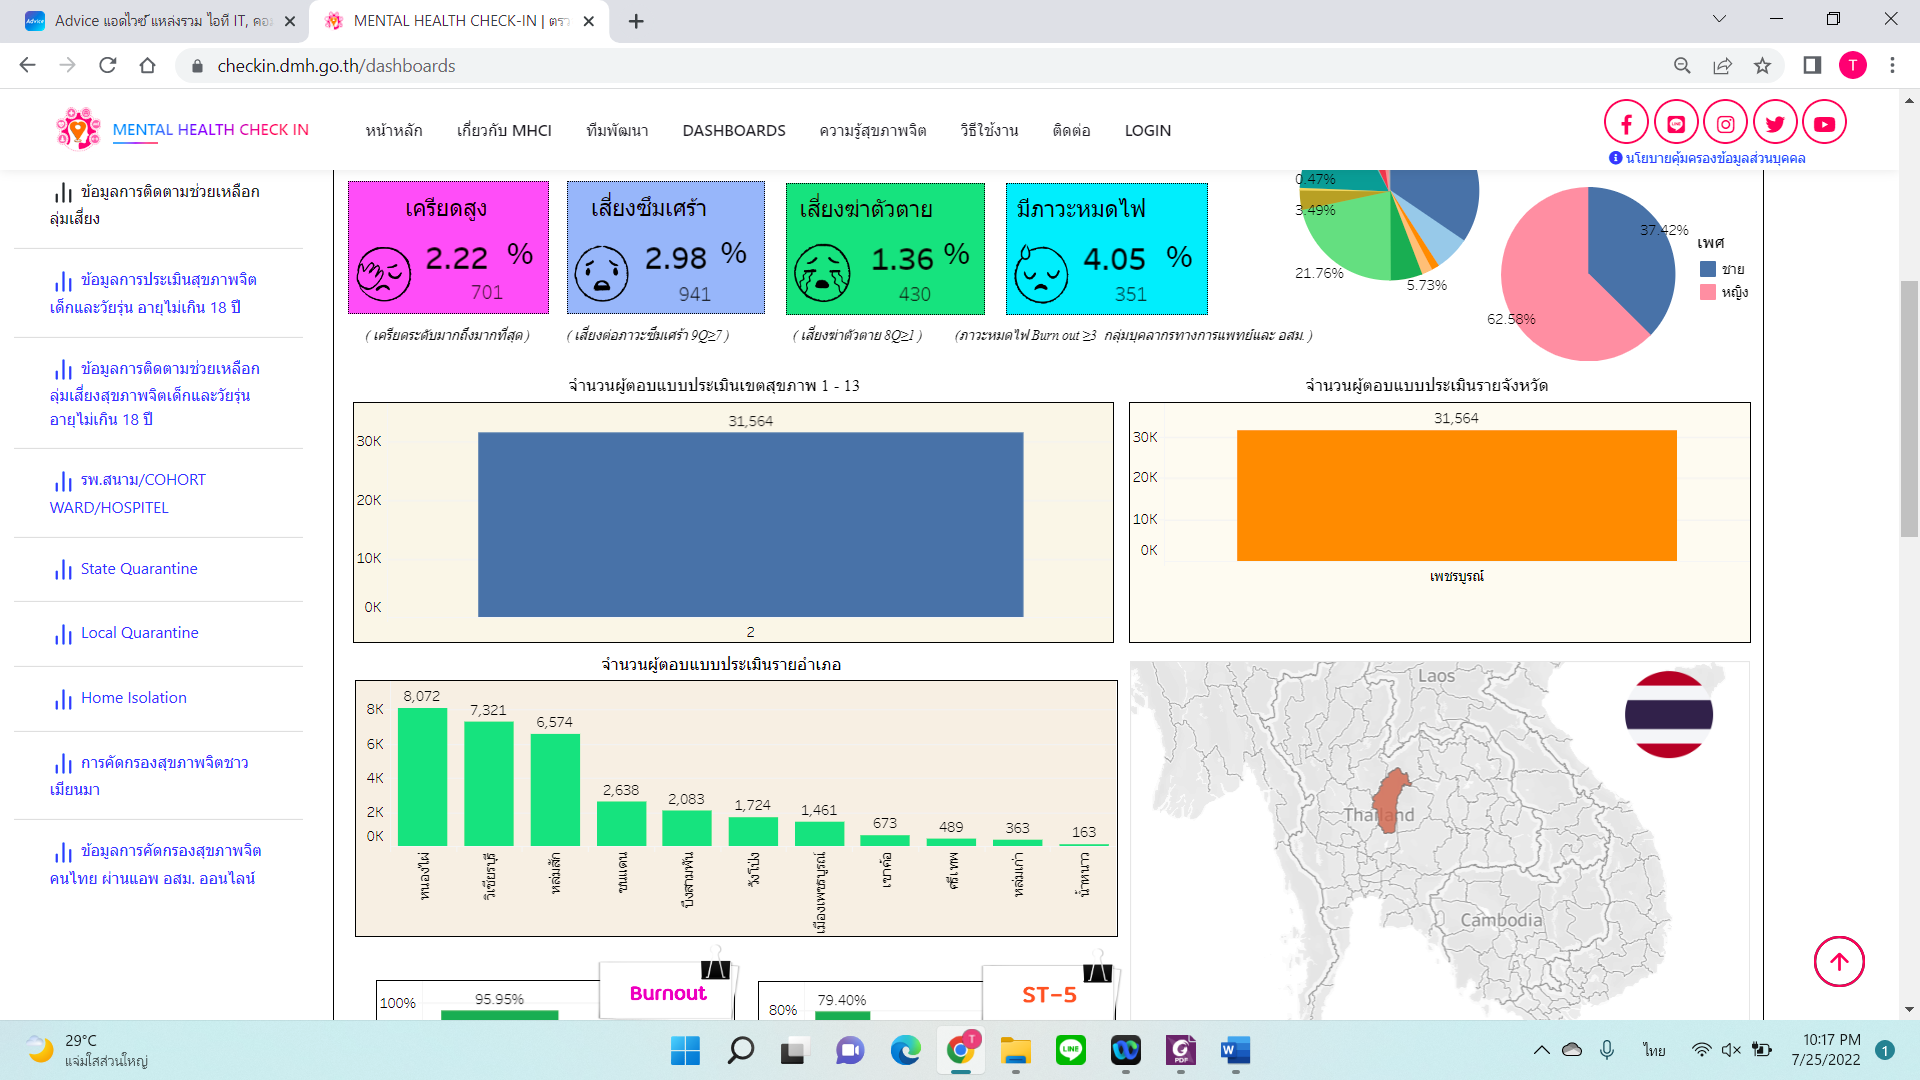 Advice แอดไวซ์ แหล่งรวม ไอที IT, คอม
MENTAL HEALTH CHECK-IN | ตรว
checkin.dmh.go.th/dashboards
T
MENTAL HEALTH CHECK IN
หน้าหลัก
เกี่ยวกับ MHCI
ทีมพัฒนา
DASHBOARDS
ความรู้สุขภาพจิต
วิธีใช้งาน
ติดต่อ
LOGIN
นโยบายคุ้มครองข้อมูลส่วนบุคคล
ข้อมูลการติดตามช่วยเหลือก
ลุ่มเสี่ยง
ข้อมูลการประเมินสุขภาพจิต
เด็กและวัยรุ่น อายุไม่เกิน 18 ปี
ข้อมูลการติดตามช่วยเหลือก
ลุ่มเสี่ยงสุขภาพจิตเด็กและวัยรุ่น
อายุไม่เกิน 18 ปี
รพ.สนาม/COHORT
WARD/HOSPITEL
State Quarantine
Local Quarantine
Home Isolation
การคัดกรองสุขภาพจิตชาว
เมียนมา
ข้อมูลการคัดกรองสุขภาพจิต
คนไทย ผ่านแอพ อสม. ออนไลน์
เครียดสูง
2.22 %
701
( เครียดระดับมากถึงมากที่สุด )
เสี่ยงซึมเศร้า
2.98 %
941
( เสี่ยงต่อภาวะซึมเศร้า 9Q≥7 )
เสี่ยงฆ่าตัวตาย
1.36 %
430
( เสี่ยงฆ่าตัวตาย 8Q≥1 )
มีภาวะหมดไฟ
4.05 %
351
(ภาวะหมดไฟ Burn out ≥3 กลุ่มบุคลากรทางการแพทย์และ อสม. )
0.47%
3.49%
21.76%
5.73%
37.42%
62.58%
เพศ
ชาย
หญิง
จำนวนผู้ตอบแบบประเมินเขตสุขภาพ 1 - 13
31,564
30K
20K
10K
0K
2
จำนวนผู้ตอบแบบประเมินรายจังหวัด
31,564
30K
20K
10K
0K
เพชรบูรณ์
จำนวนผู้ตอบแบบประเมินรายอำเภอ
8K
6K
4K
2K
0K
8,072
7,321
6,574
2,638
2,083
1,724
1,461
673
489
363
163
หนองไผ่
วิเชียรบุรี
หล่มสัก
ชนแดน
บึงสามพัน
วังโป่ง
เมืองเพชรบูรณ์
เขาค้อ
ศรีเทพ
หล่มเก่า
น้ำหนาว
Laos
Thailand
Cambodia
100%
95.95%
Burnout
80%
79.40%
ST-5
29°C
แจ่มใสส่วนใหญ่
ไทย
10:17 PM
7/25/2022
1